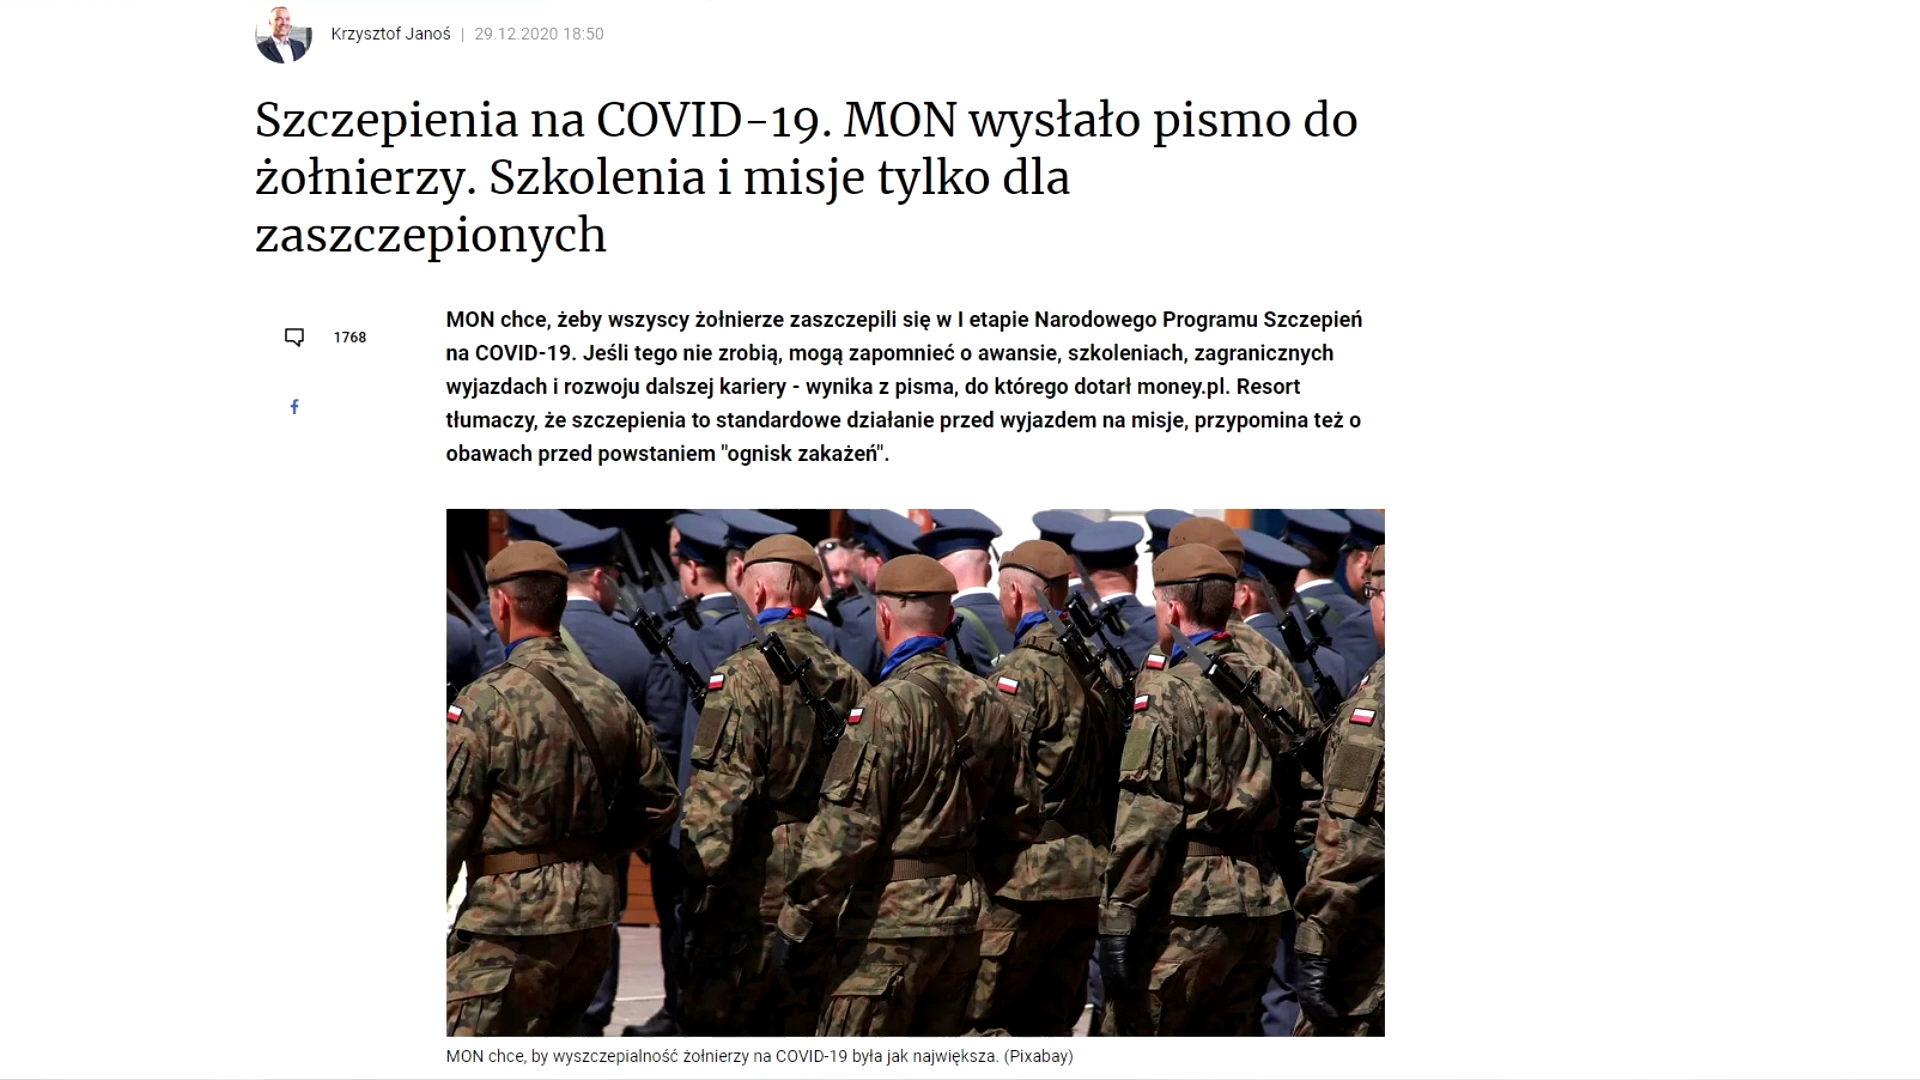 Krzysztof Janoś | 29.12.2020 18:50
Szczepienia na COVID-19. MON wysłało pismo do
żołnierzy. Szkolenia i misje tylko dla
zaszczepionych
1768
MON chce, żeby wszyscy żołnierze zaszczepili się w I etapie Narodowego Programu Szczepień
na COVID-19. Jeśli tego nie zrobią, mogą zapomnieć o awansie, szkoleniach, zagranicznych
wyjazdach i rozwoju dalszej kariery - wynika z pisma, do którego dotarł money.pl. Resort
tłumaczy, że szczepienia to standardowe działanie przed wyjazdem na misje, przypomina też o
obawach przed powstaniem "ognisk zakażeń".
MON chce, by wyszczepialność żołnierzy na COVID-19 była jak największa. (Pixabay)